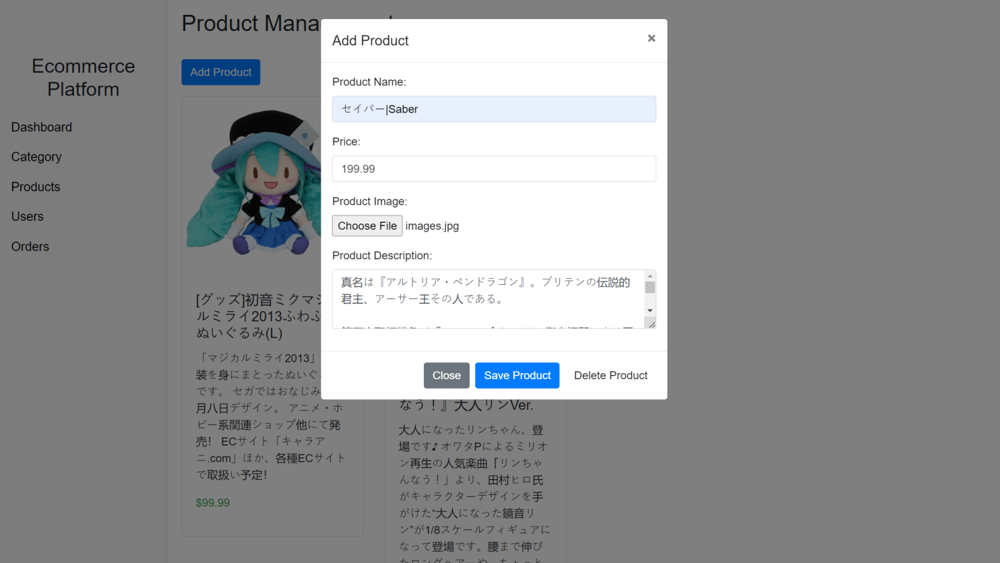 Product Mana
Ecommerce
Platform
Dashboard
Category
Products
Users
Orders
Add Product
[グッズ]初音ミクマジ
ルミライ2013ふわふ
ぬいぐるみ(L)
「マジカルミライ2013」
装を身にまとったぬいぐ
です。 セガではおなじみ
月八日デザイン。 アニメ・ホ
ビー系関連ショップ他にて発
売! ECサイト「キャラア
ニ.com」ほか、各種ECサイト
で取扱い予定!
$99.99
Add Product
×
Product Name:
セイバー|Saber
Price:
199.99
Product Image:
Choose File images.jpg
Product Description:
真名は『アルトリア・ペンドラゴン』。ブリテンの伝説的
君主、アーサー王その人である。
Close
Save Product
Delete Product
なう！』大人リンVer.
大人になったリンちゃん、登
場です♪ オワタPによるミリオ
ン再生の人気楽曲「リンちゃ
んなう！」より、田村ヒロ氏
がキャラクターデザインを手
がけた“大人になった鏡音リ
ン”が1/8スケールフィギュアに
なって登場です。腰まで伸び